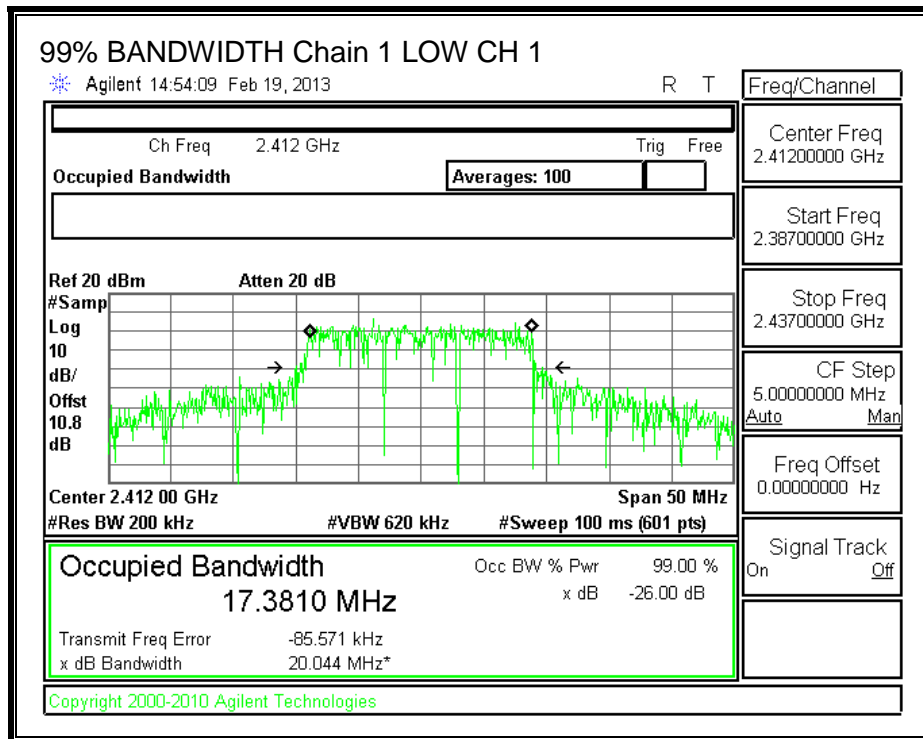 99% BANDWIDTH Chain 1 LOW CH 1
Agilent 14:54:09 Feb 19, 2013 R T
Freq/Channel
Ch Freq 2.412 GHz Trig Free
Occupied Bandwidth Averages: 100
Center Freq
2.41200000 GHz
Start Freq
2.38700000 GHz
Stop Freq
2.43700000 GHz
CF Step
5.00000000 MHz
Auto Man
Freq Offset
0.00000000 Hz
Signal Track
On Off
Ref 20 dBm Atten 20 dB
#Samp
Log
10
dB/
Offst
10.8
dB
Center 2.412 00 GHz Span 50 MHz
#Res BW 200 kHz #VBW 620 kHz #Sweep 100 ms (601 pts)
Occupied Bandwidth Occ BW % Pwr 99.00 %
17.3810 MHz x dB -26.00 dB
Transmit Freq Error -85.571 kHz
x dB Bandwidth 20.044 MHz*
Copyright 2000-2010 Agilent Technologies